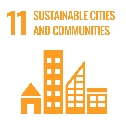 11 SUSTAINABLE CITIES
AND COMMUNITIES